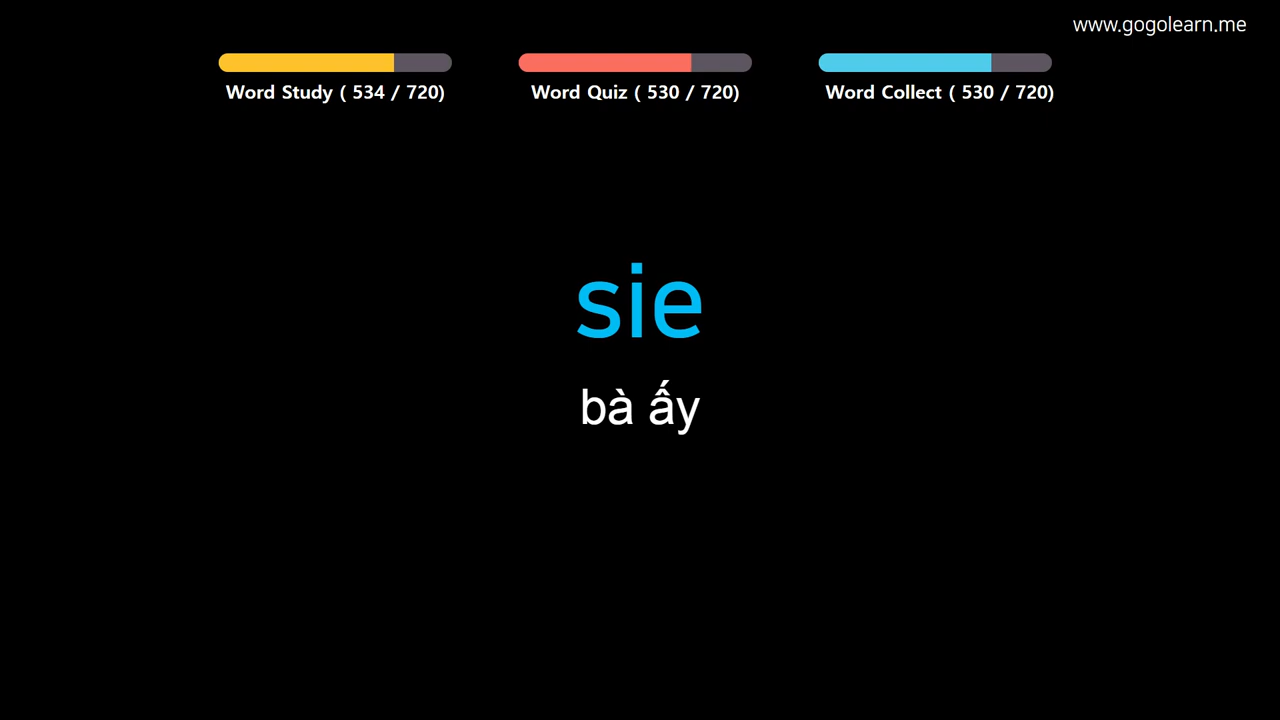 www.gogolearn.me
Word Study ( 534 / 720)
Word Quiz ( 530 / 720)
Word Collect ( 530 / 720)
sie
bà ấy